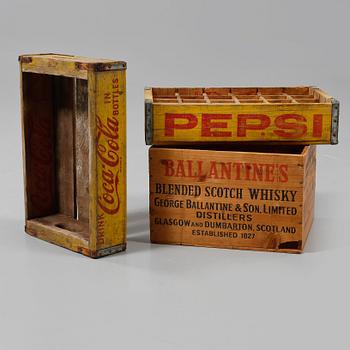 DRINK Coca-Cola IN
BOTTLES
PEPSI
BALLANTINE'S
BLENDED SCOTCH WHISKY
GEORGE BALLANTINE & SON, LIMITED
DISTILLERS
GLASGOW AND DUMBARTON, SCOTLAND
ESTABLISHED 1827